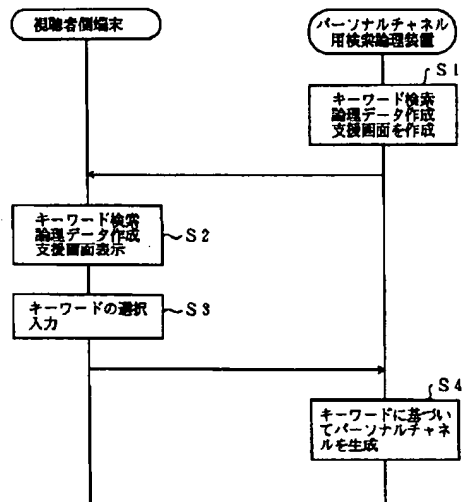 視聴者側端末
パーソナルチャネル
用検索論理装置
S1
キーワード検索
論理データ作成
支援画面を作成
キーワード検索
論理データ作成
支援画面表示
S2
キーワードの選択
入力
S3
S4
キーワードに基づい
てパーソナルチャネ
ルを生成